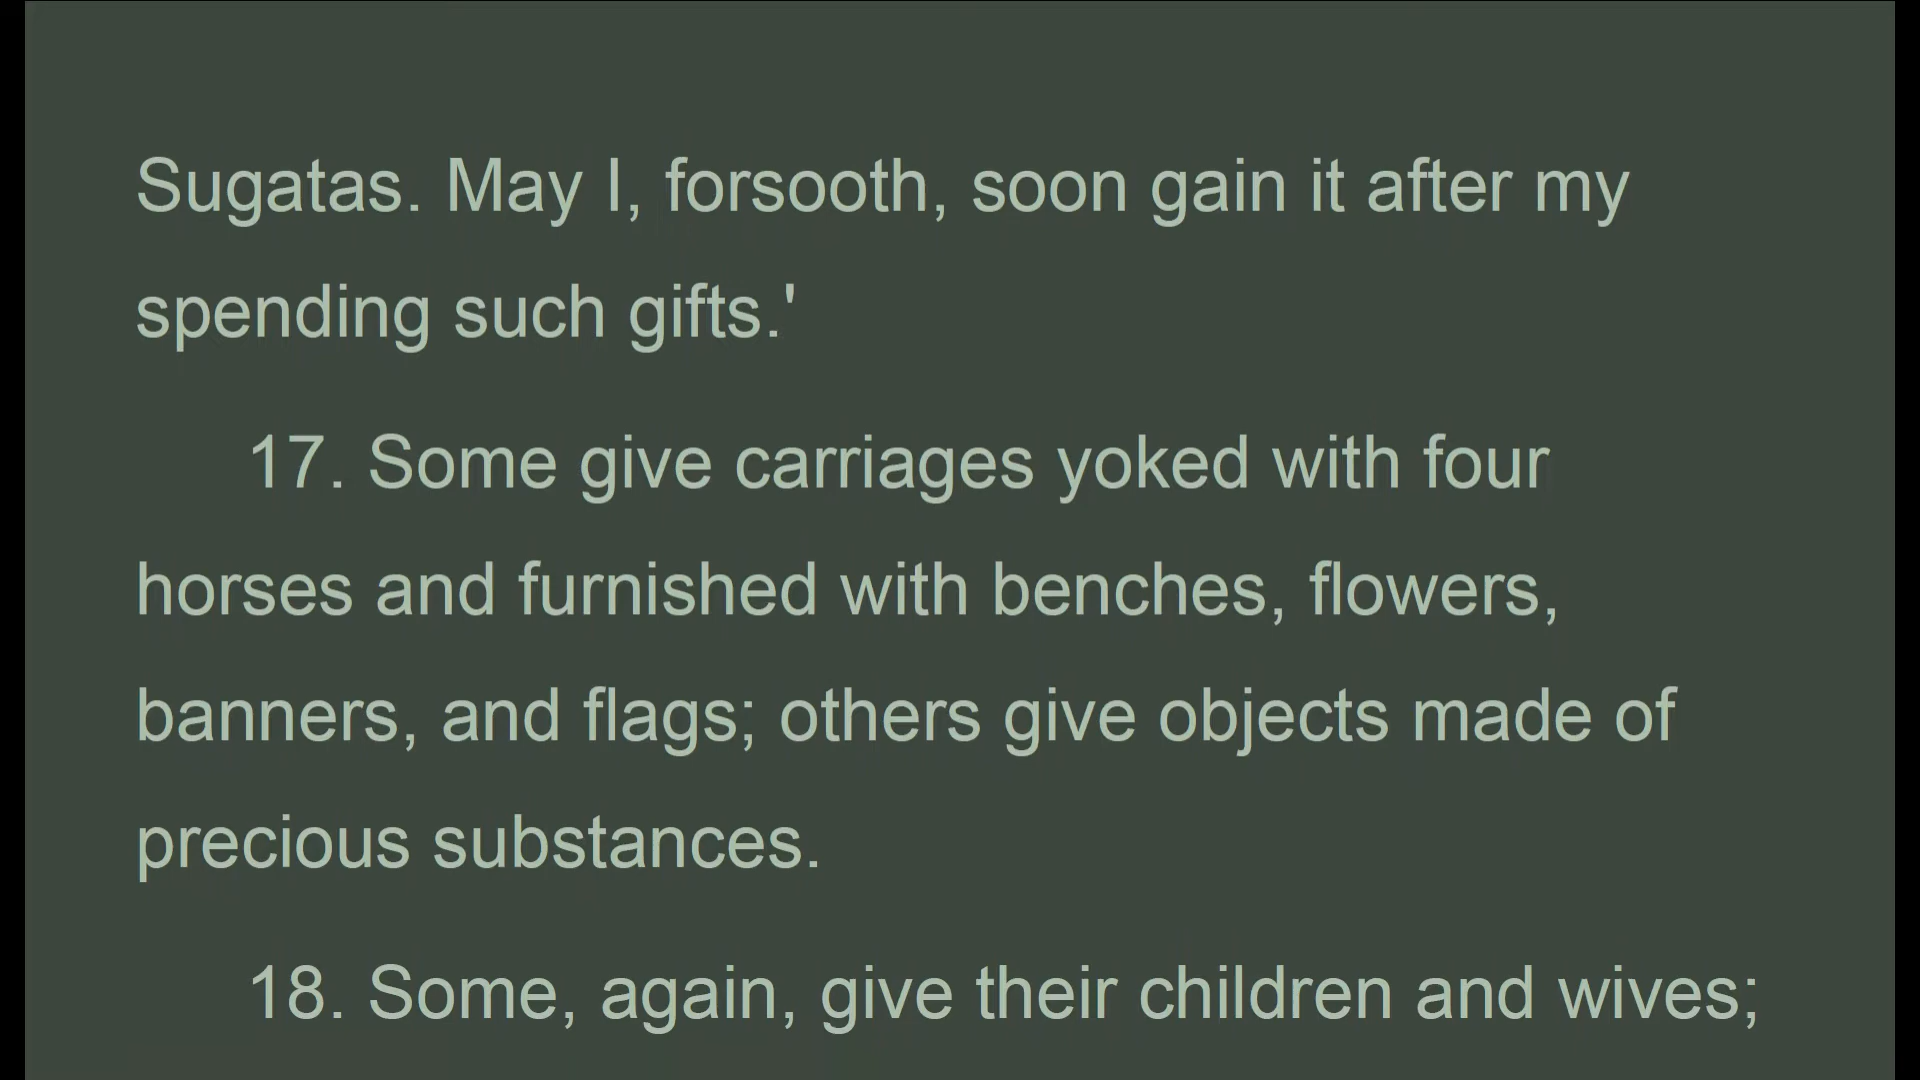 Sugatas. May I, forsooth, soon gain it after my
spending such gifts.'
17. Some give carriages yoked with four
horses and furnished with benches, flowers,
banners, and flags; others give objects made of
precious substances.
18. Some, again, give their children and wives;